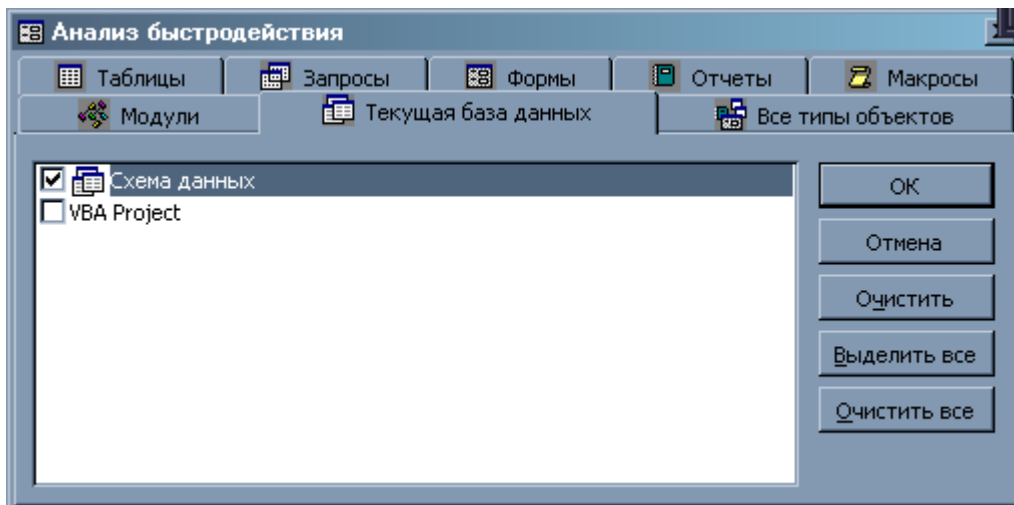 Анализ быстродействия
Таблицы Запросы Формы Отчеты Макросы
Модули Текущая база данных Все типы объектов
Схема данных
VBA Project
ОК
Отмена
Очистить
Выделить все
Очистить все